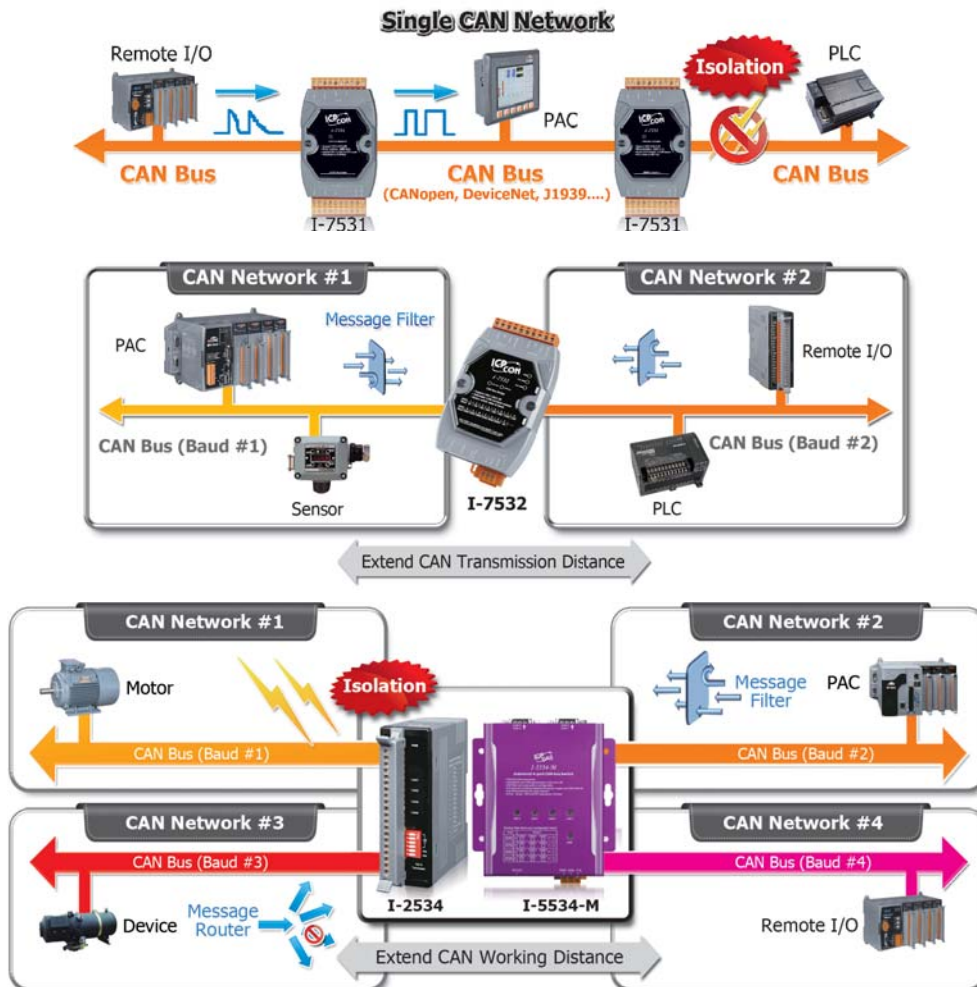 Single CAN Network
Remote I/O
Isolation
PLC
PAC
CAN Bus
CAN Bus
(CANopen, DeviceNet, J1939....)
CAN Bus
I-7531
I-7531
CAN Network #1
CAN Network #2
PAC
Message Filter
Remote I/O
CAN Bus (Baud #1)
CAN Bus (Baud #2)
Sensor
I-7532
PLC
Extend CAN Transmission Distance
CAN Network #1
CAN Network #2
Motor
Isolation
Message
Filter
PAC
CAN Bus (Baud #1)
CAN Bus (Baud #2)
CAN Network #3
CAN Network #4
CAN Bus (Baud #3)
CAN Bus (Baud #4)
Device
Message
Router
I-2534
I-5534-M
Remote I/O
Extend CAN Working Distance